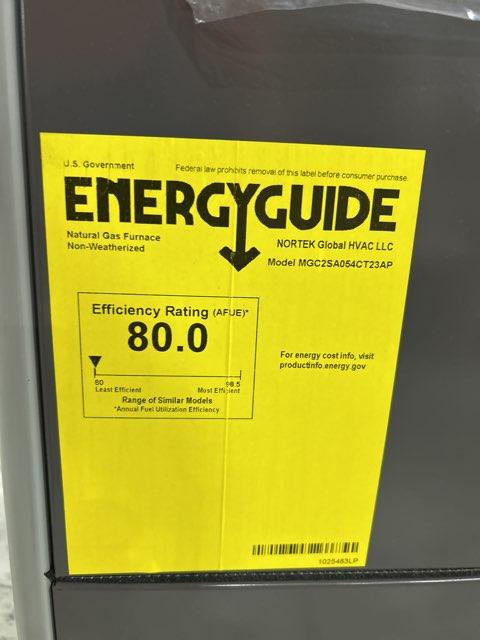 U.S. Government
Federal law prohibits removal of this label before consumer purchase.
ENERGYGUIDE
Natural Gas Furnace
Non-Weatherized
NORTEK Global HVAC LLC
Model MGC2SA054CT23AP
Efficiency Rating (AFUE)*
80.0
80 98.5
Least Efficient Most Efficient
Range of Similar Models
*Annual Fuel Utilization Efficiency
For energy cost info, visit
productinfo.energy.gov
1025483LP